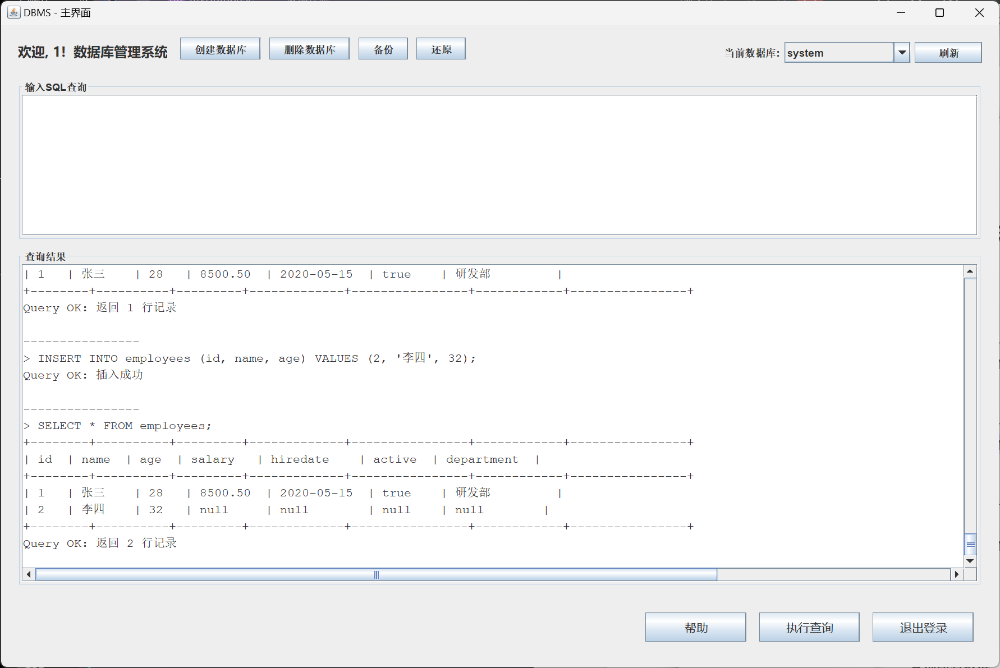 DBMS - 主界面
欢迎, 1! 数据库管理系统 创建数据库 删除数据库 备份 还原 当前数据库: system 刷新
输入SQL查询
查询结果
| 1   | 张三    | 28   | 8500.50  | 2020-05-15  | true    | 研发部         |
+--------+----------+---------+-------------+----------------+------------+----------------+
Query OK: 返回 1 行记录
----------------
> INSERT INTO employees (id, name, age) VALUES (2, '李四', 32);
Query OK: 插入成功
----------------
> SELECT * FROM employees;
+--------+----------+---------+-------------+----------------+------------+----------------+
| id  | name  | age  | salary   | hiredate    | active  | department  |
+--------+----------+---------+-------------+----------------+------------+----------------+
| 1   | 张三    | 28   | 8500.50  | 2020-05-15  | true    | 研发部         |
| 2   | 李四    | 32   | null     | null        | null    | null        |
+--------+----------+---------+-------------+----------------+------------+----------------+
Query OK: 返回 2 行记录
帮助 执行查询 退出登录